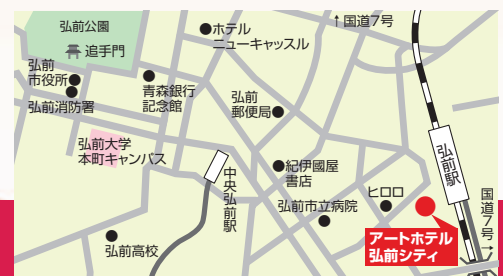 弘前公園
追手門
弘前
市役所
弘前消防署
青森銀行
記念館
ホテル
ニューキャッスル
↑国道7号
弘前
郵便局
弘前大学
本町キャンパス
中央弘前駅
紀伊國屋
書店
弘前市立病院
ヒロロ
弘前駅
国道7号→
弘前高校
アートホテル
弘前シティ